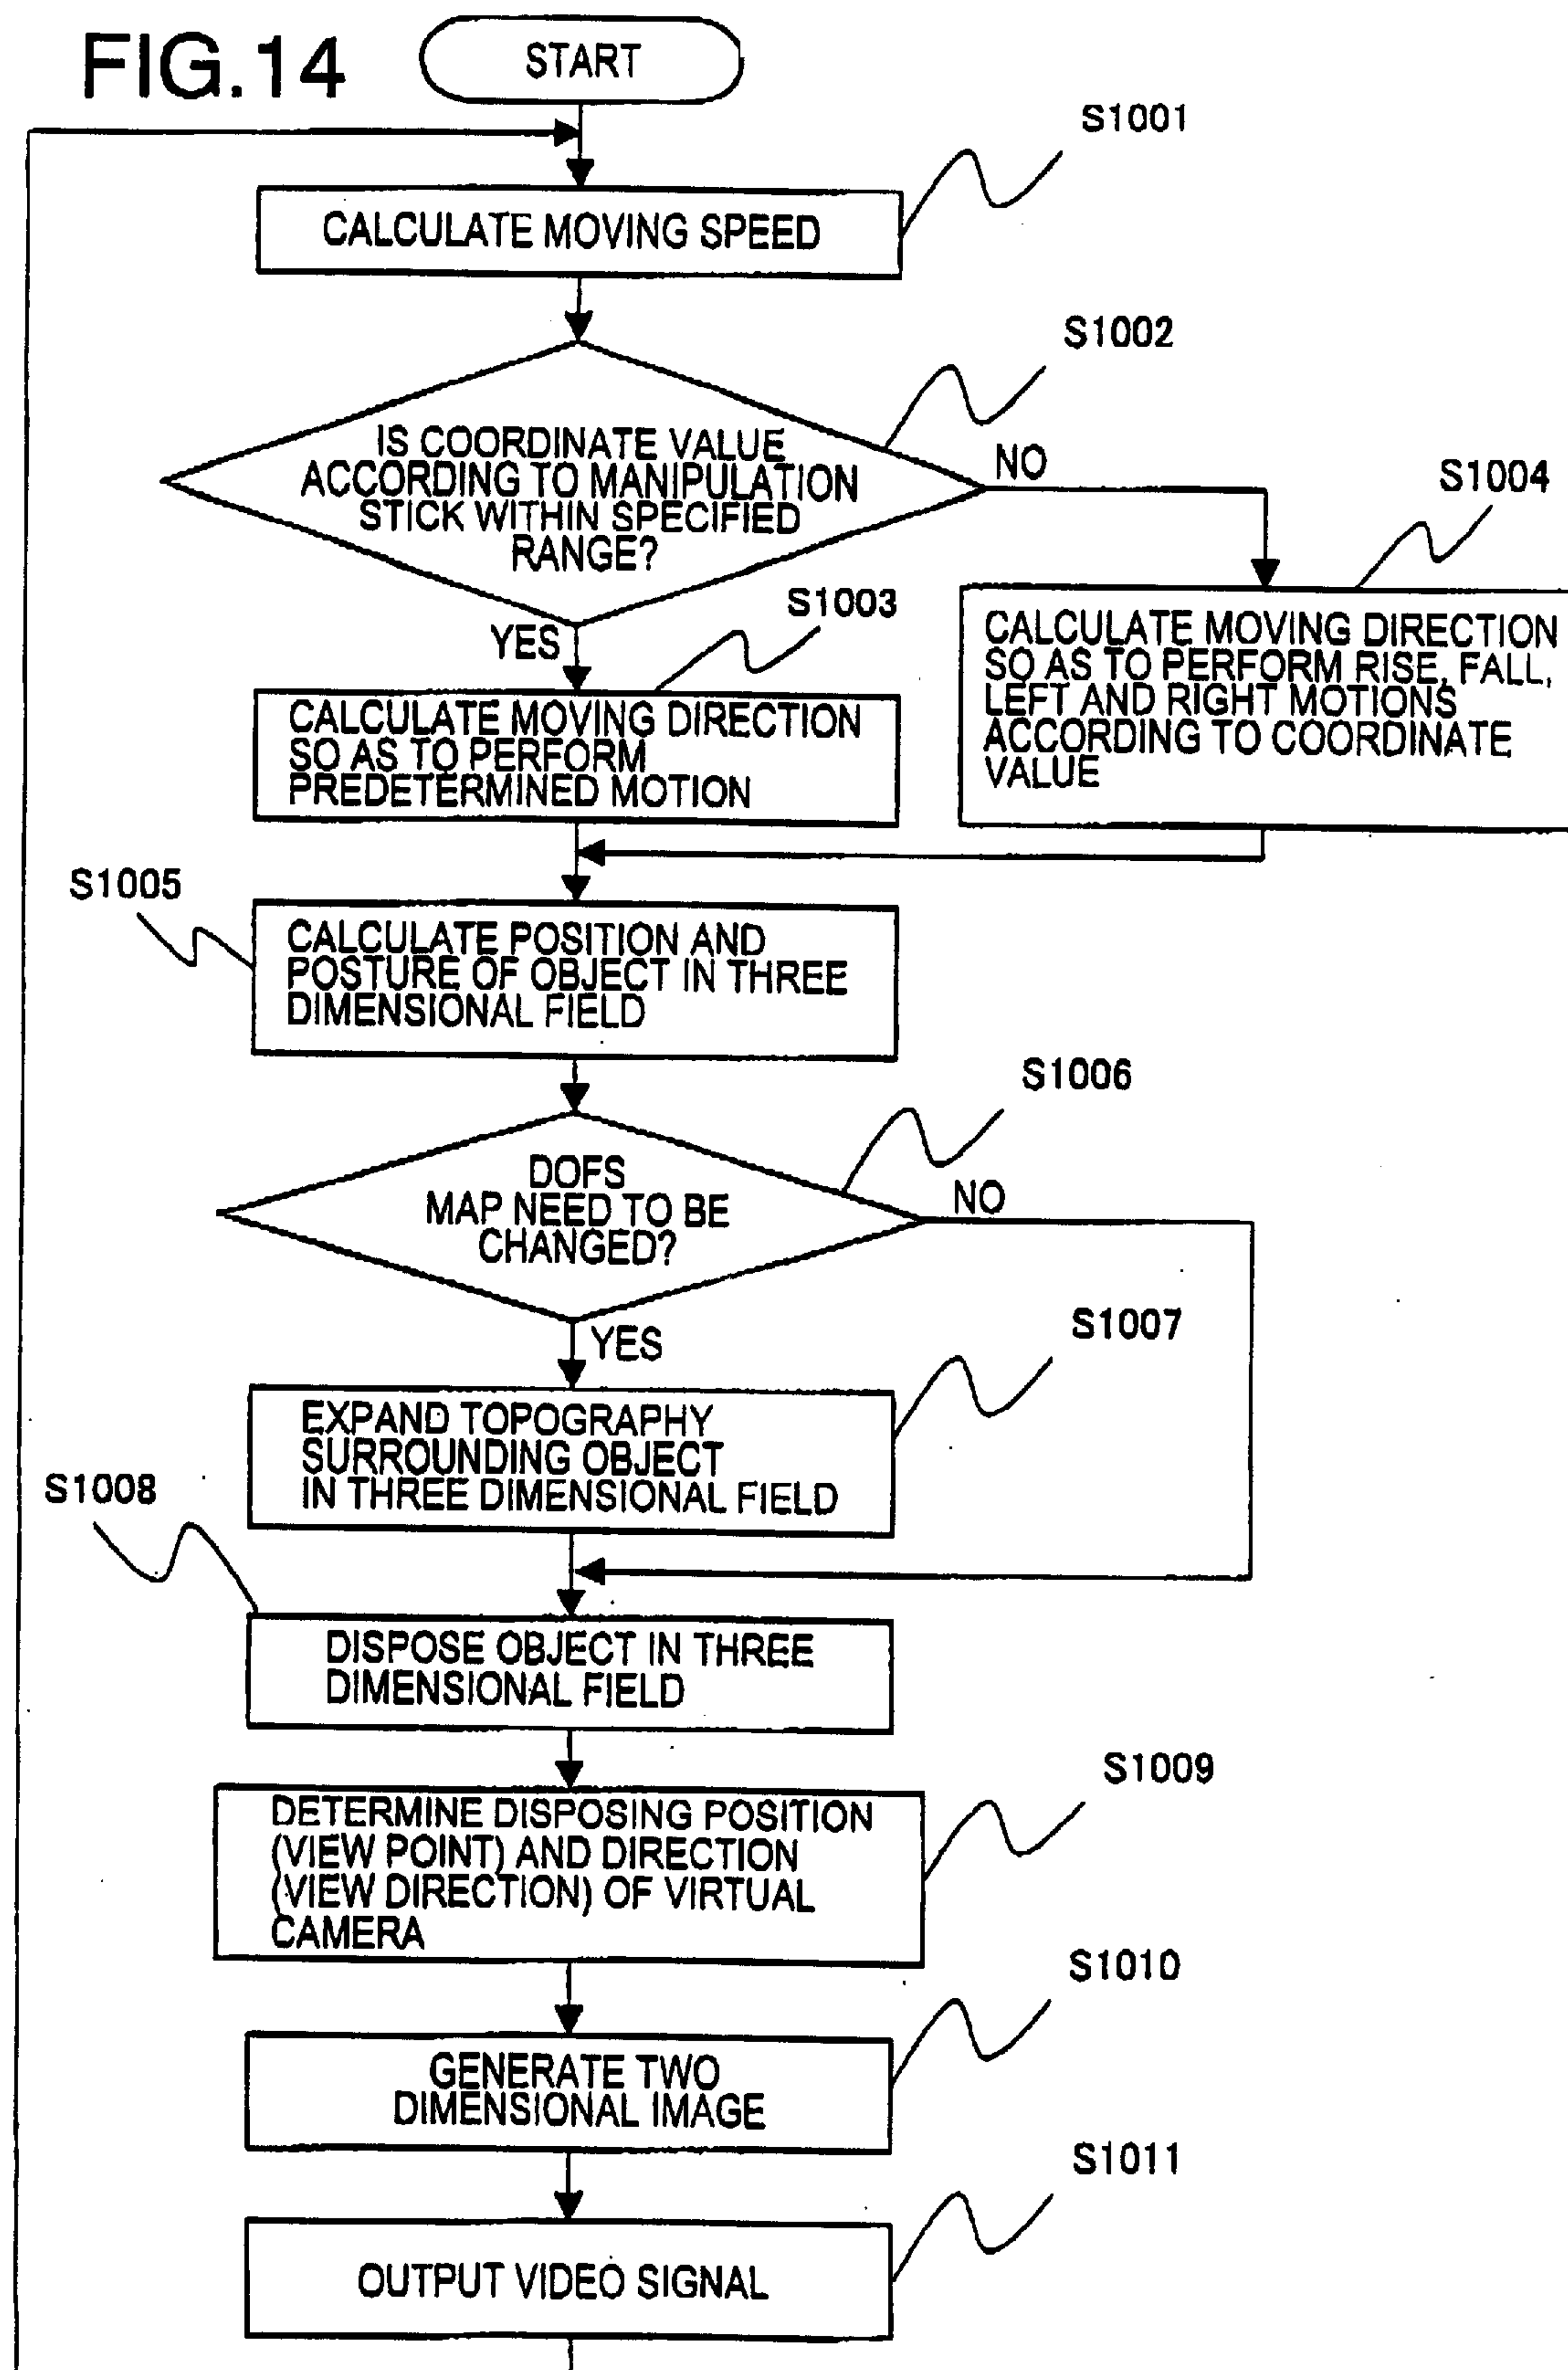 FIG.14
START
S1001
CALCULATE MOVING SPEED
S1002
IS COORDINATE VALUE
ACCORDING TO MANIPULATION
STICK WITHIN SPECIFIED
RANGE?
NO
S1004
CALCULATE MOVING DIRECTION
SO AS TO PERFORM RISE, FALL,
LEFT AND RIGHT MOTIONS
ACCORDING TO COORDINATE
VALUE
YES
S1003
CALCULATE MOVING DIRECTION
SO AS TO PERFORM
PREDETERMINED MOTION
S1005
CALCULATE POSITION AND
POSTURE OF OBJECT IN THREE
DIMENSIONAL FIELD
S1006
DOFS
MAP NEED TO BE
CHANGED?
NO
YES
S1007
EXPAND TOPOGRAPHY
SURROUNDING OBJECT
IN THREE DIMENSIONAL FIELD
S1008
DISPOSE OBJECT IN THREE
DIMENSIONAL FIELD
S1009
DETERMINE DISPOSING POSITION
(VIEW POINT) AND DIRECTION
(VIEW DIRECTION) OF VIRTUAL
CAMERA
S1010
GENERATE TWO
DIMENSIONAL IMAGE
S1011
OUTPUT VIDEO SIGNAL